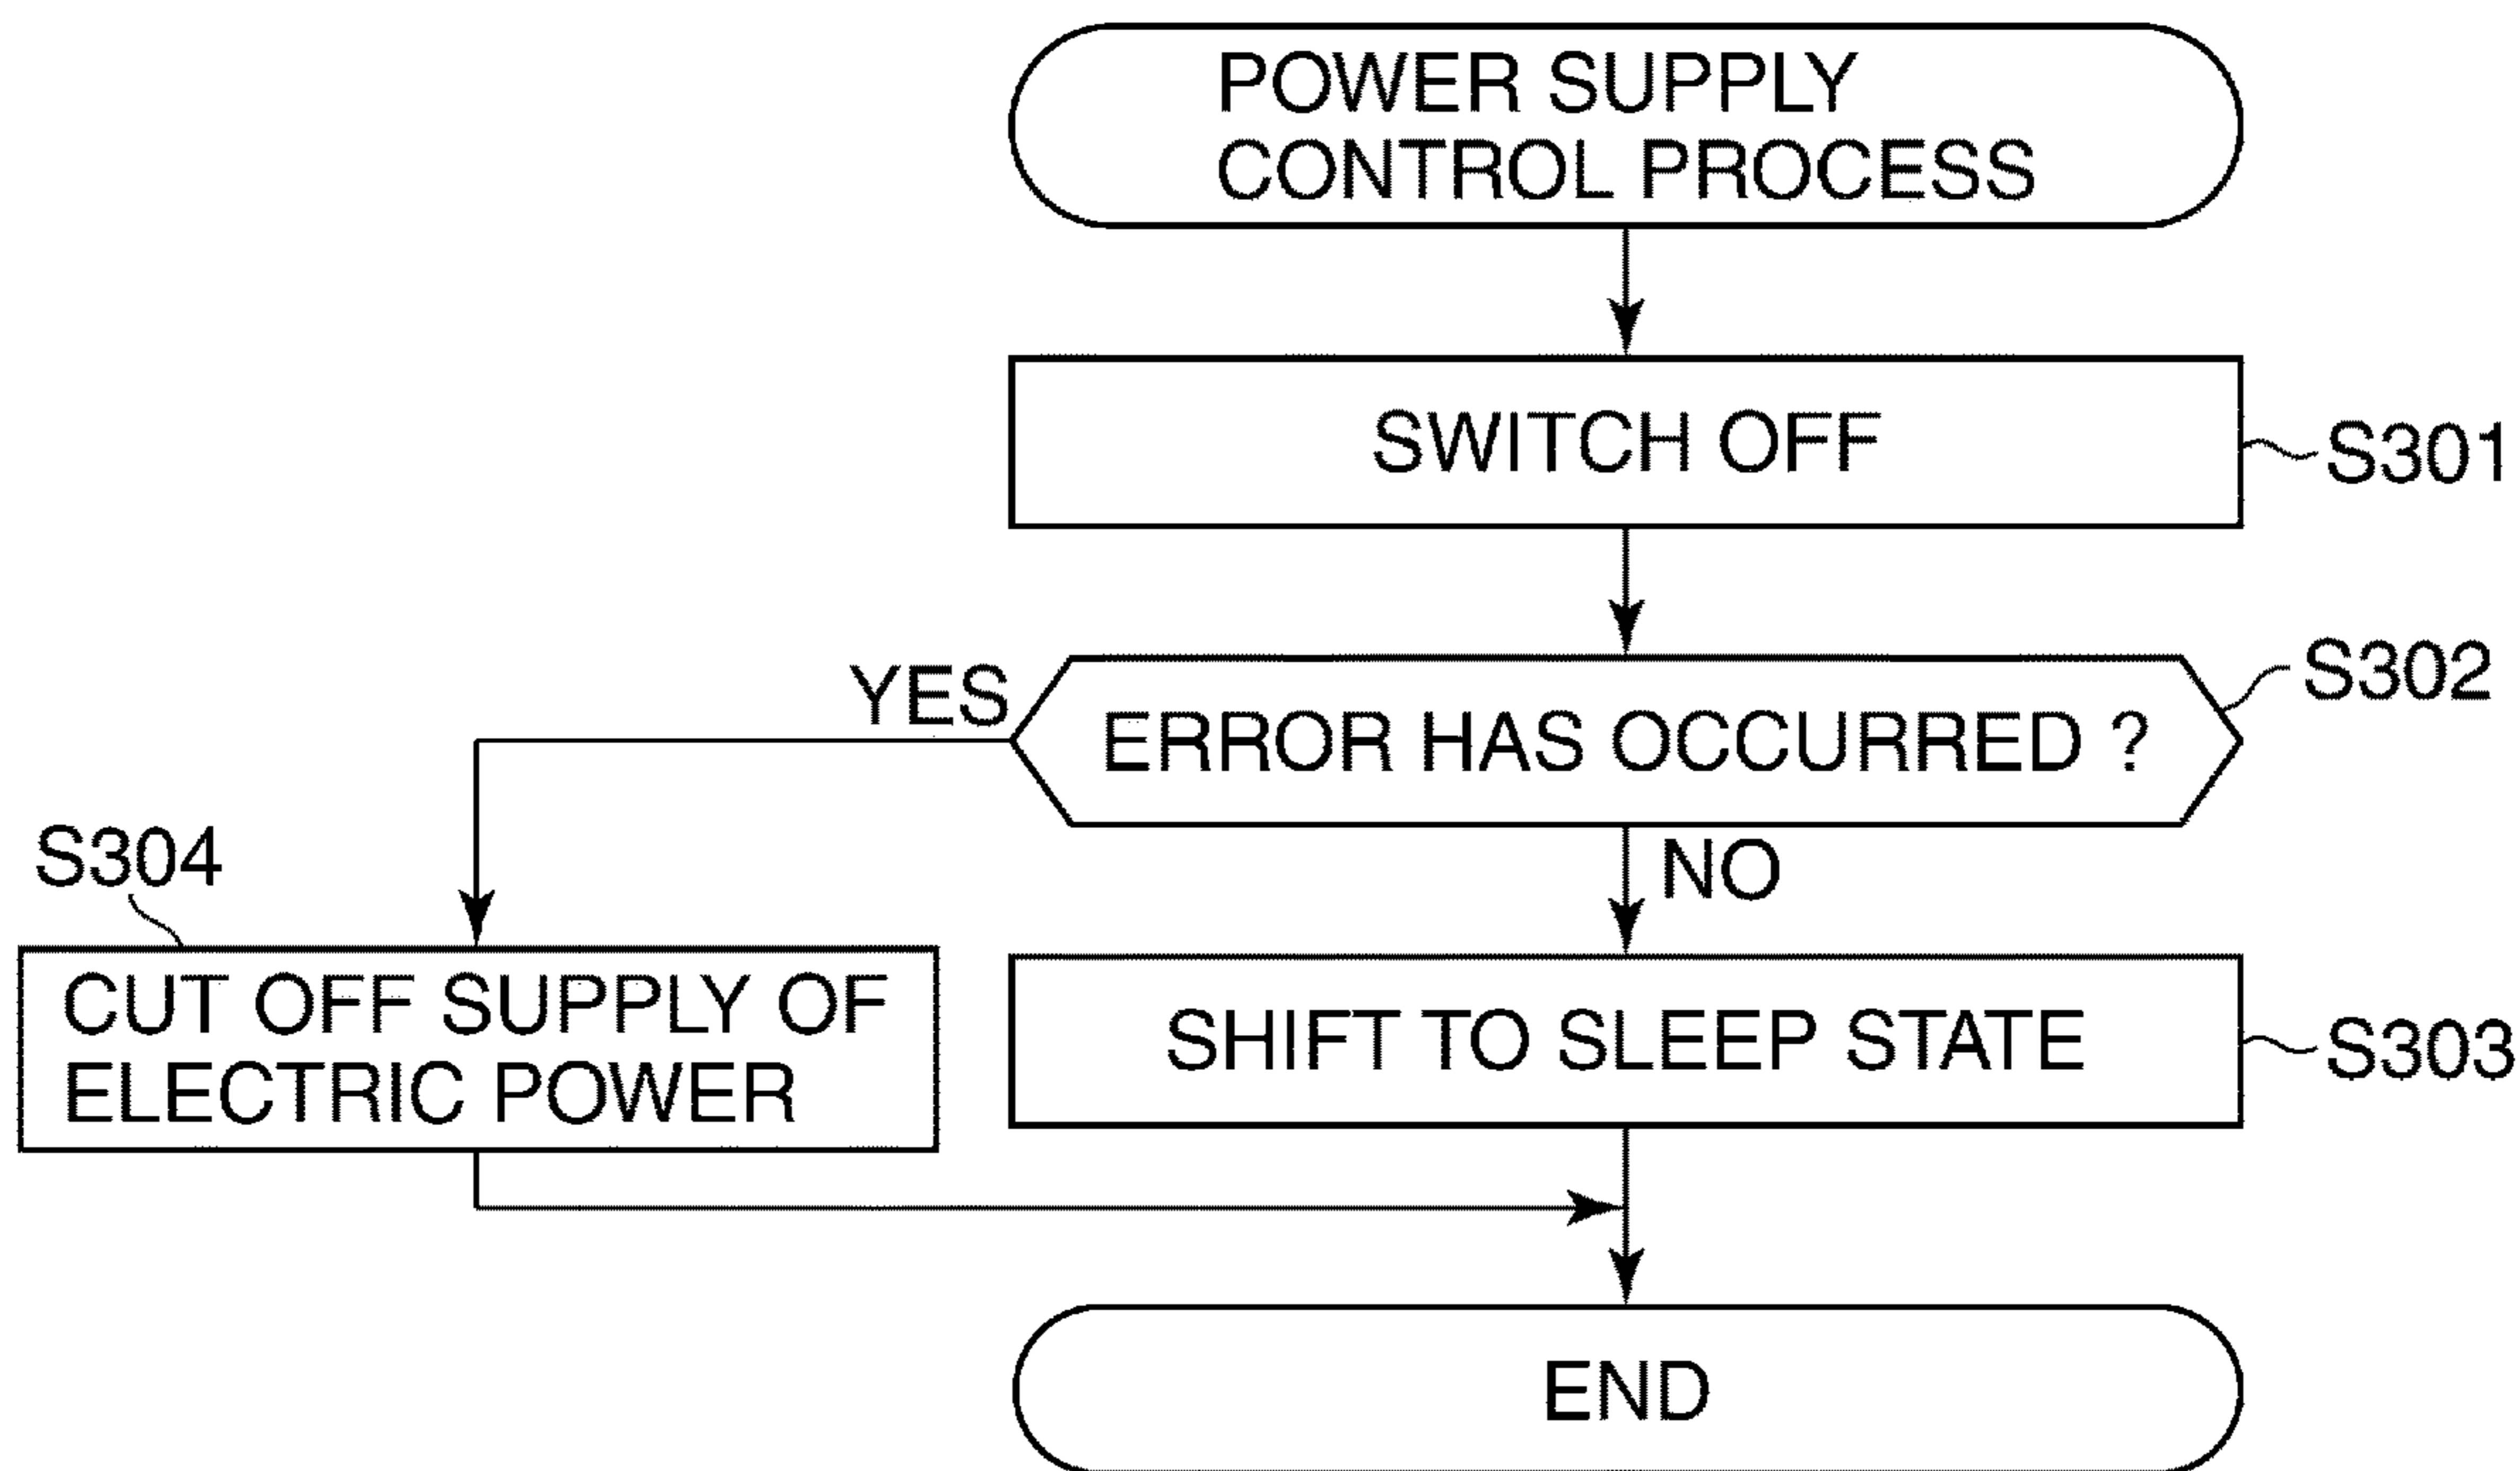 POWER SUPPLY
CONTROL PROCESS
SWITCH OFF
S301
YES
ERROR HAS OCCURRED ?
S302
NO
S304
CUT OFF SUPPLY OF
ELECTRIC POWER
SHIFT TO SLEEP STATE
S303
END